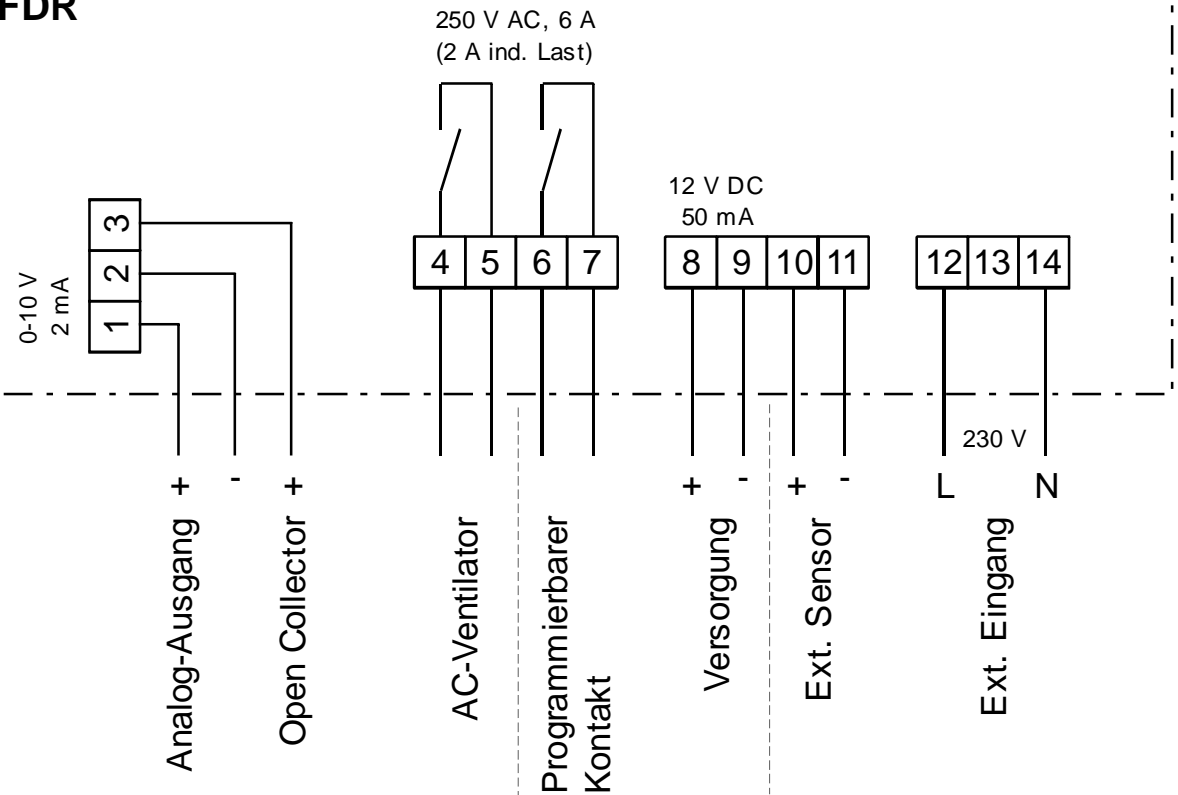 FDR
250 V AC, 6 A
(2 A ind. Last)
12 V DC
50 mA
0-10 V
2 mA
3
2
1
4 5 6 7
8 9 10 11
12 13 14
230 V
+ - +
+ - + -
L N
Analog-Ausgang
Open Collector
AC-Ventilator
Programmierbarer
Kontakt
Versorgung
Ext. Sensor
Ext. Eingang